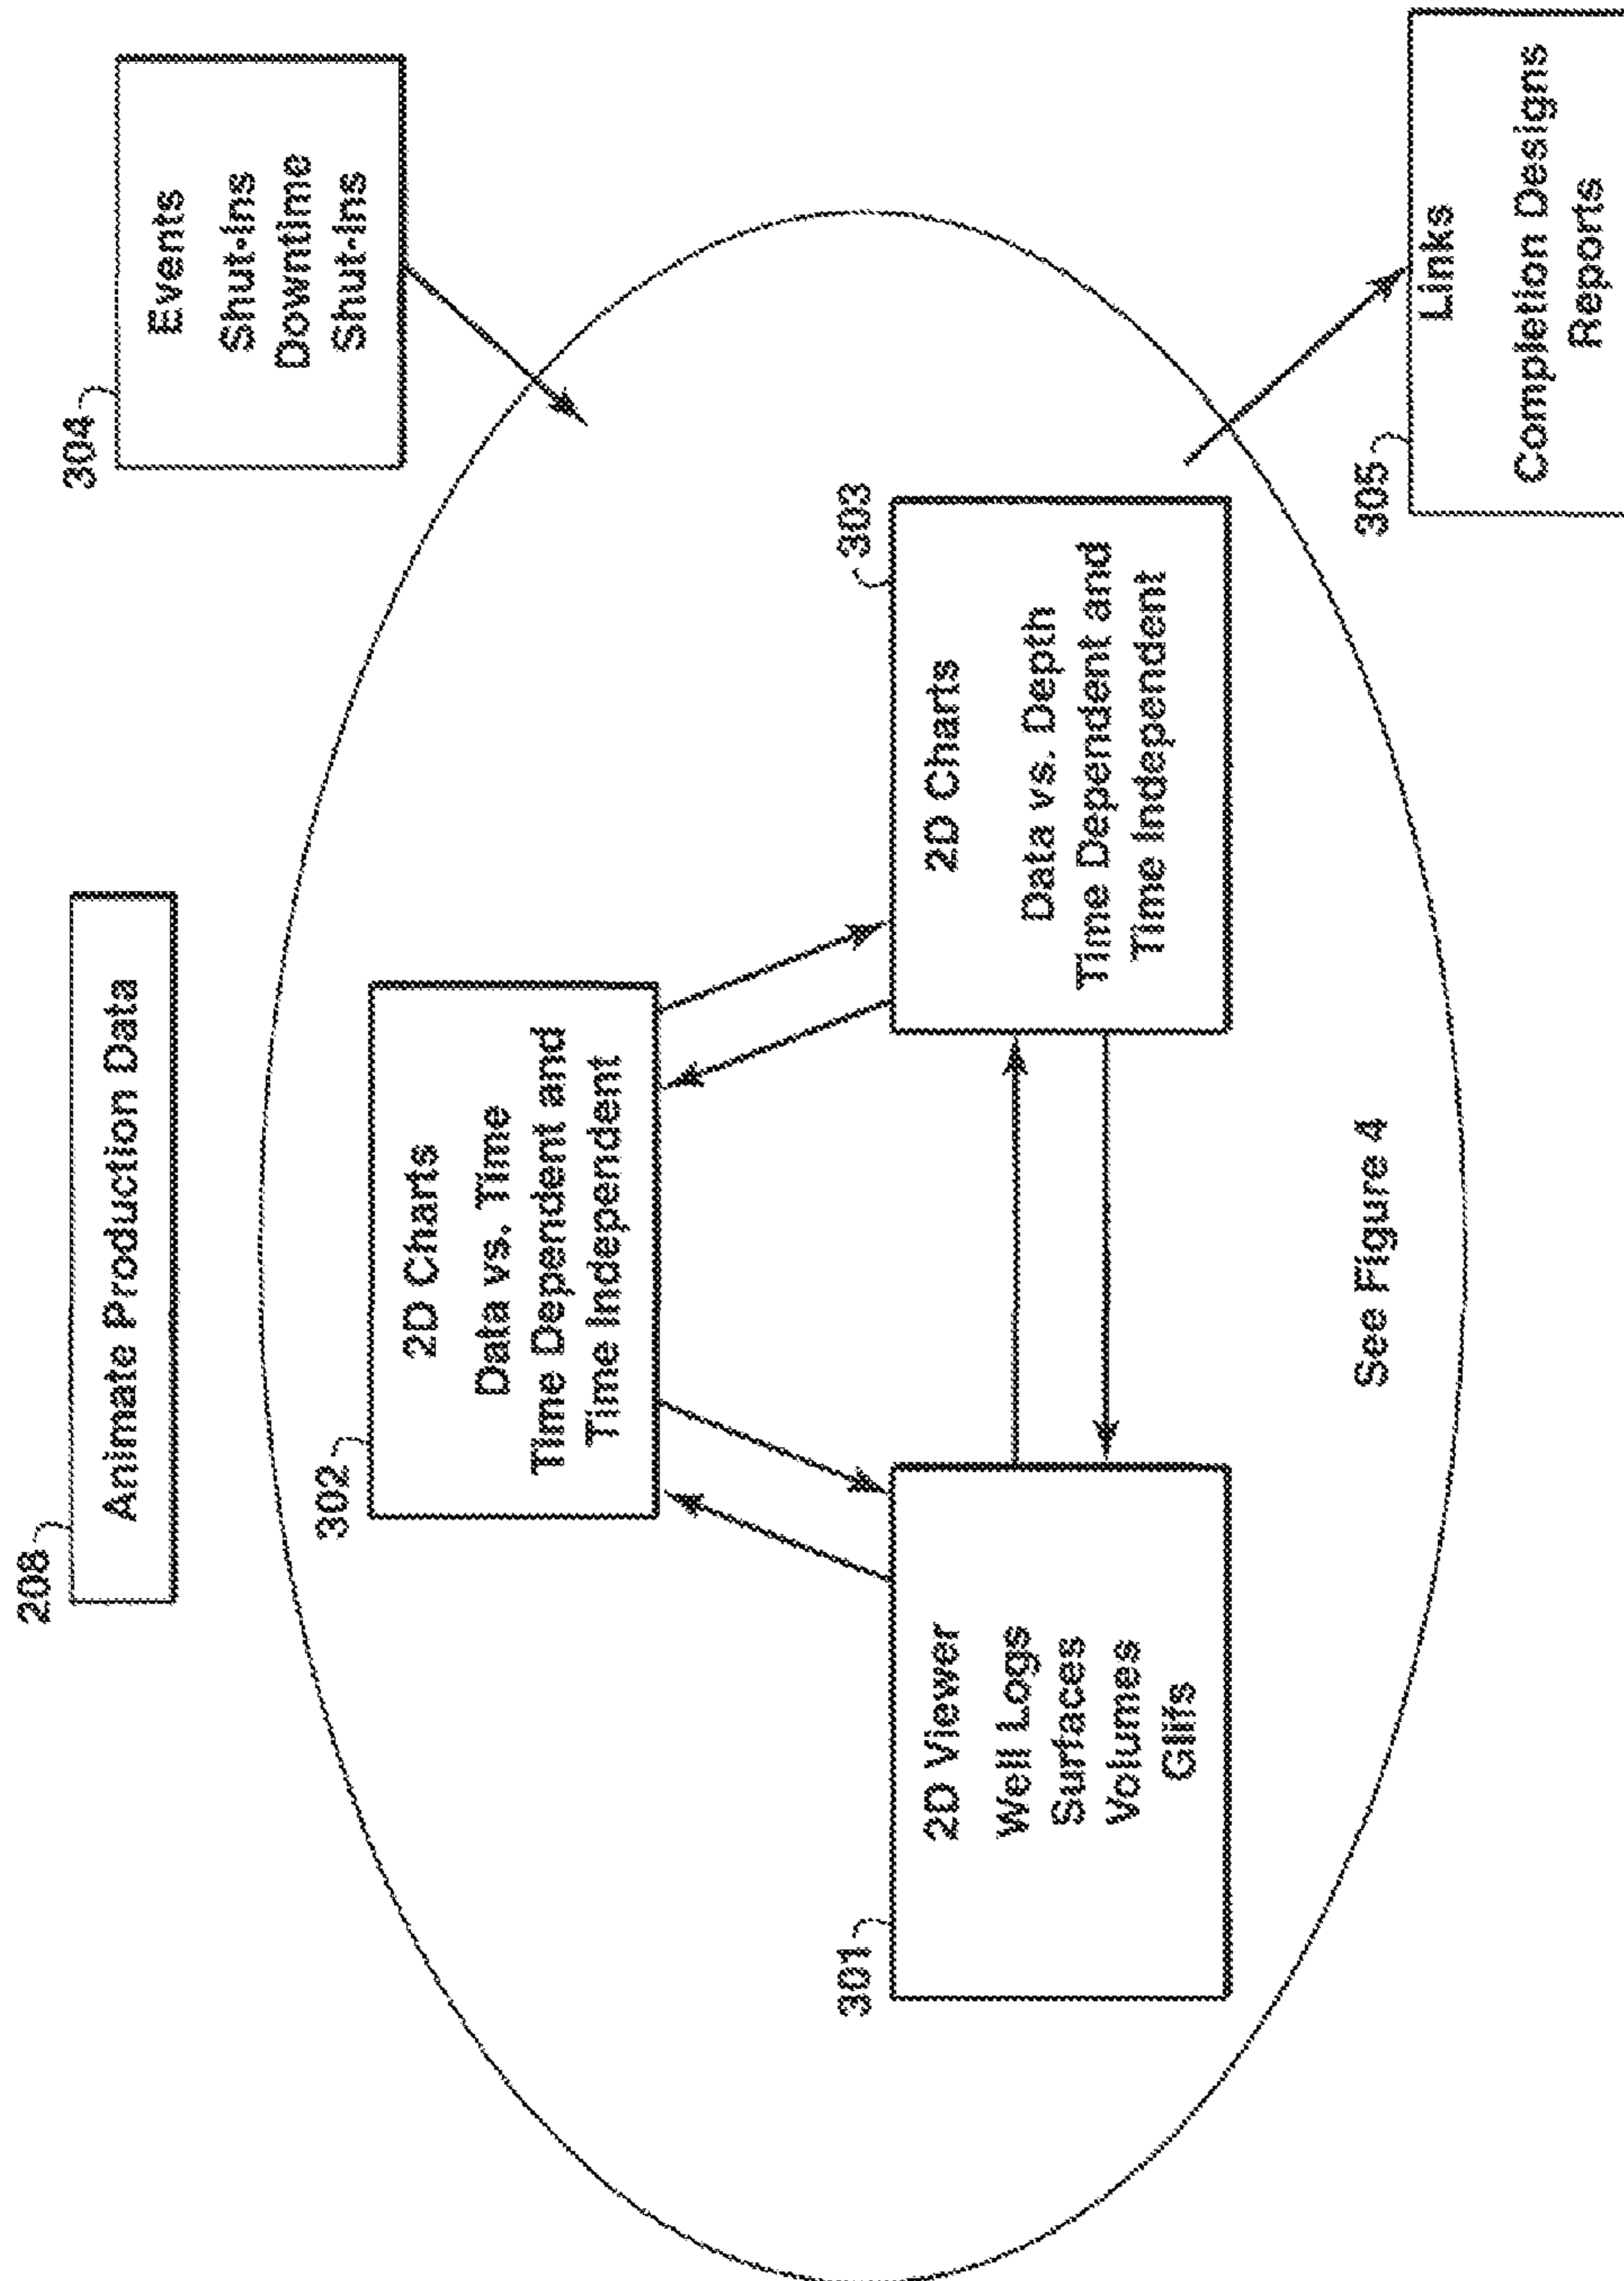 208
Animate Production Data
304
Events
Shut-Ins
Downtime
Shut-Ins
302
2D Charts
Data vs. Time
Time Dependent and
Time Independent
301
2D Viewer
Well Logs
Surfaces
Volumes
Glifs
303
2D Charts
Data vs. Depth
Time Dependent and
Time Independent
See Figure 4
305
Links
Completion Designs
Reports